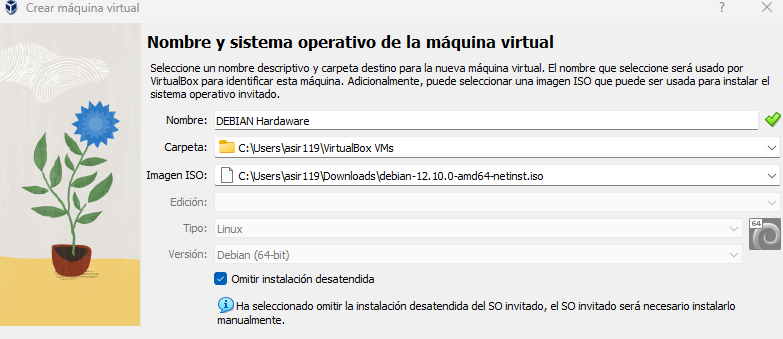 Crear máquina virtual
Nombre y sistema operativo de la máquina virtual
Seleccione un nombre descriptivo y carpeta destino para la nueva máquina virtual. El nombre que seleccione será usado por
VirtualBox para identificar esta máquina. Adicionalmente, puede seleccionar una imagen ISO que puede ser usada para instalar el
sistema operativo invitado.
Nombre: DEBIAN Hardaware
Carpeta: C:\Users\asir119\VirtualBox VMs
Imagen ISO: C:\Users\asir119\Downloads\debian-12.10.0-amd64-netinst.iso
Edición:
Tipo: Linux
64
Versión: Debian (64-bit)
Omitir instalación desatendida
Ha seleccionado omitir la instalación desatendida del SO invitado, el SO invitado será necesario instalarlo
manualmente.